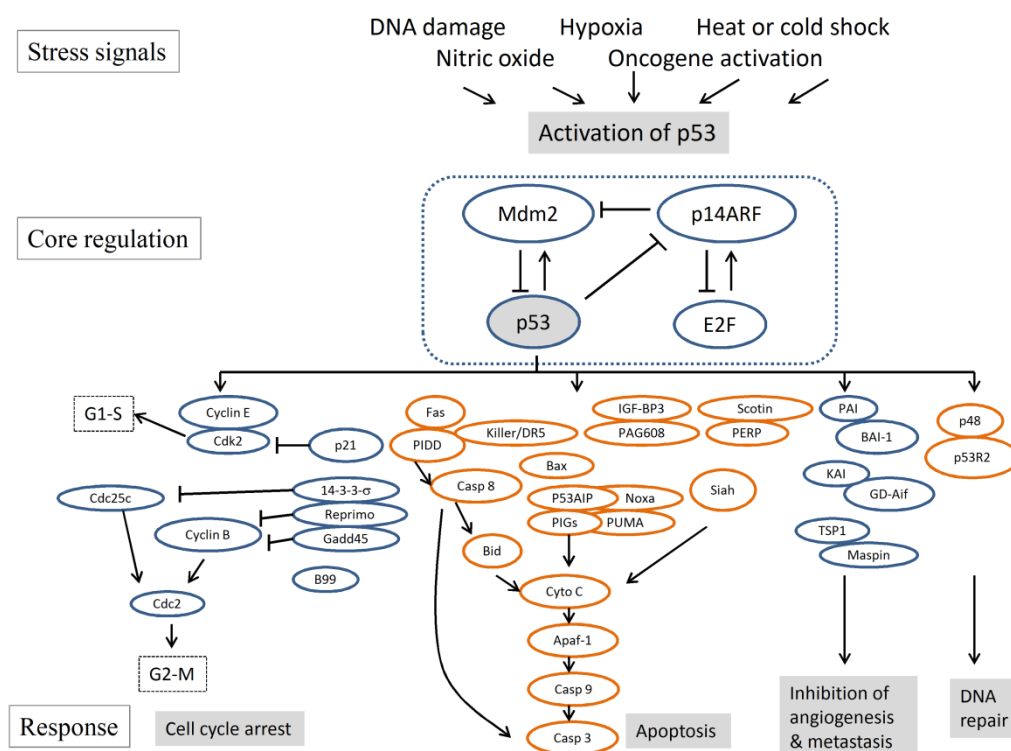 Stress signals
DNA damage
Hypoxia
Heat or cold shock
Nitric oxide
Oncogene activation
Activation of p53
Core regulation
Mdm2
p14ARF
p53
E2F
G1-S
Cyclin E
Cdk2
p21
Cdc25c
14-3-3-σ
Reprimo
Gadd45
Cyclin B
B99
Cdc2
G2-M
Fas
PIDD
Killer/DR5
IGF-BP3
PAG608
Scotin
PERP
Bax
Casp 8
P53AIP
Noxa
PIGs
PUMA
Siah
Bid
Cyto C
Apaf-1
Casp 9
Casp 3
PAI
BAI-1
KAI
GD-Aif
TSP1
Maspin
p48
p53R2
Response
Cell cycle arrest
Apoptosis
Inhibition of
angiogenesis
& metastasis
DNA
repair